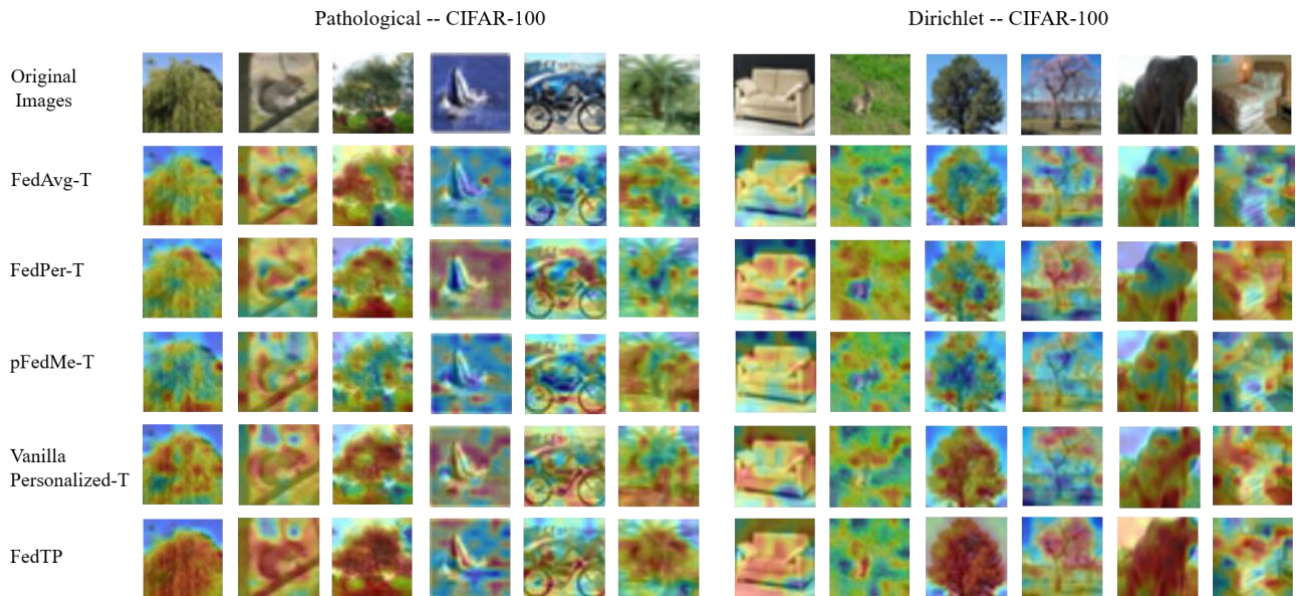 Pathological -- CIFAR-100
Dirichlet -- CIFAR-100
Original
Images
FedAvg-T
FedPer-T
pFedMe-T
Vanilla
Personalized-T
FedTP